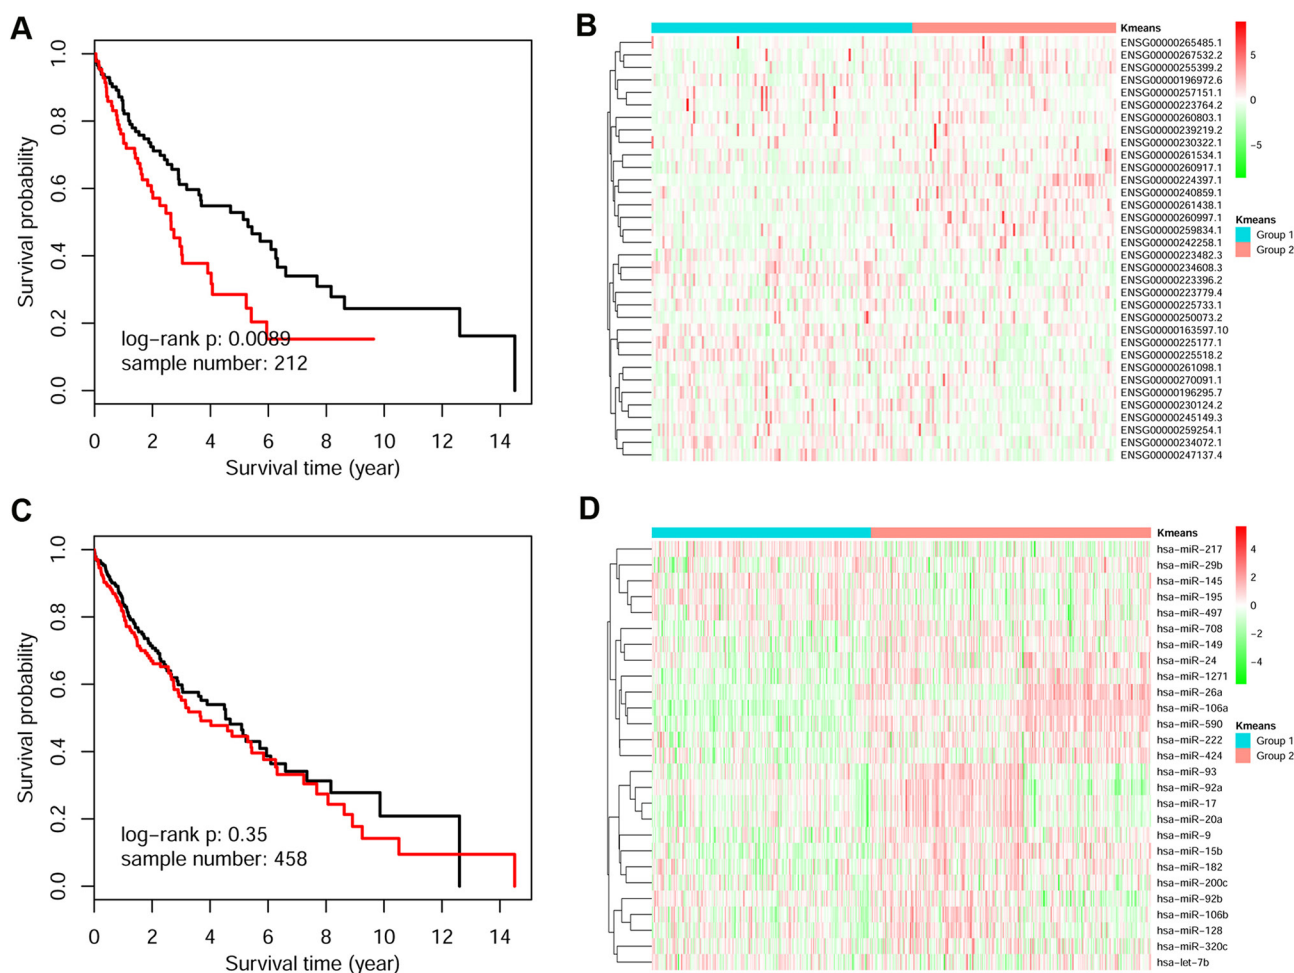 A
1.0
0.8
0.6
0.4
0.2
0.0
Survival probability
log-rank p: 0.0089
sample number: 212
0 2 4 6 8 10 12 14
Survival time (year)
B
Kmeans
ENSG00000265485.1
ENSG00000267532.2
ENSG00000255399.2
ENSG00000196972.6
ENSG00000257151.1
ENSG00000223764.2
ENSG00000260803.1
ENSG00000239219.2
ENSG00000230322.1
ENSG00000261534.1
ENSG00000260917.1
ENSG00000224397.1
ENSG00000240859.1
ENSG00000261438.1
ENSG00000260997.1
ENSG00000259834.1
ENSG00000242258.1
ENSG00000223482.3
ENSG00000234608.3
ENSG00000223396.2
ENSG00000223779.4
ENSG00000225733.1
ENSG00000250073.2
ENSG00000163597.10
ENSG00000225177.1
ENSG00000225518.2
ENSG00000261098.1
ENSG00000270091.1
ENSG00000196295.7
ENSG00000230124.2
ENSG00000245149.3
ENSG00000259254.1
ENSG00000234072.1
ENSG00000247137.4
5
0
-5
Kmeans
Group 1
Group 2
C
1.0
0.8
0.6
0.4
0.2
0.0
Survival probability
log-rank p: 0.35
sample number: 458
0 2 4 6 8 10 12 14
Survival time (year)
D
Kmeans
hsa-miR-217
hsa-miR-29b
hsa-miR-145
hsa-miR-195
hsa-miR-497
hsa-miR-708
hsa-miR-149
hsa-miR-24
hsa-miR-1271
hsa-miR-26a
hsa-miR-106a
hsa-miR-590
hsa-miR-222
hsa-miR-424
hsa-miR-93
hsa-miR-92a
hsa-miR-17
hsa-miR-20a
hsa-miR-9
hsa-miR-15b
hsa-miR-182
hsa-miR-200c
hsa-miR-92b
hsa-miR-106b
hsa-miR-128
hsa-miR-320c
hsa-let-7b
4
2
0
-2
-4
Kmeans
Group 1
Group 2